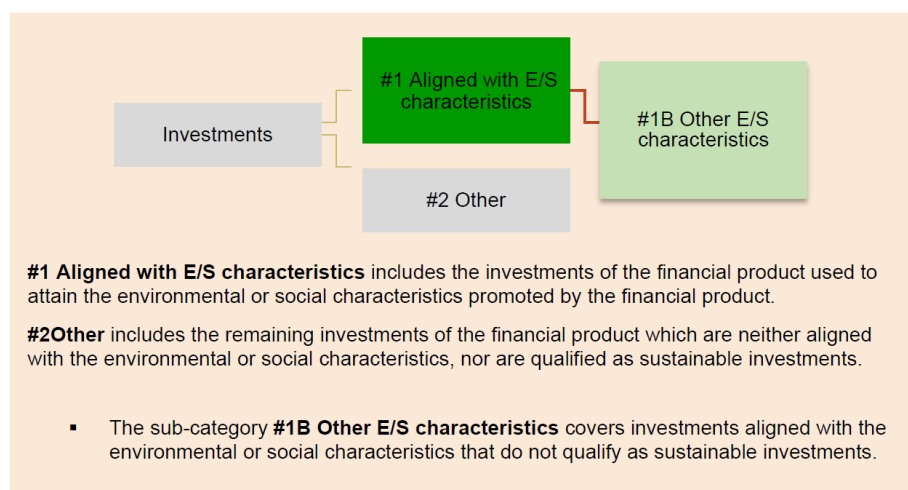 #1 Aligned with E/S
characteristics
Investments
#1B Other E/S
characteristics
#2 Other
#1 Aligned with E/S characteristics includes the investments of the financial product used to
attain the environmental or social characteristics promoted by the financial product.
#2Other includes the remaining investments of the financial product which are neither aligned
with the environmental or social characteristics, nor are qualified as sustainable investments.
▪ The sub-category #1B Other E/S characteristics covers investments aligned with the
environmental or social characteristics that do not qualify as sustainable investments.